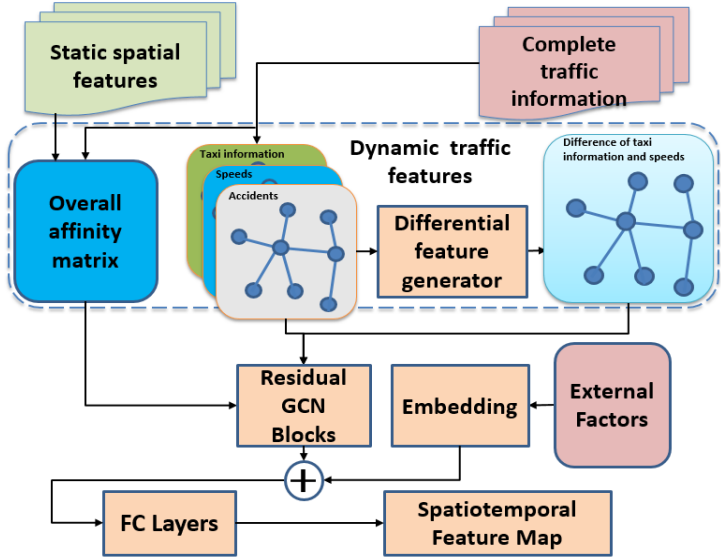 Static spatial
features
Complete
traffic
information
Taxi information
Speeds
Accidents
Dynamic traffic
features
Difference of taxi
information and speeds
Overall
affinity
matrix
Differential
feature
generator
Residual
GCN
Blocks
Embedding
External
Factors
+
FC Layers
Spatiotemporal
Feature Map